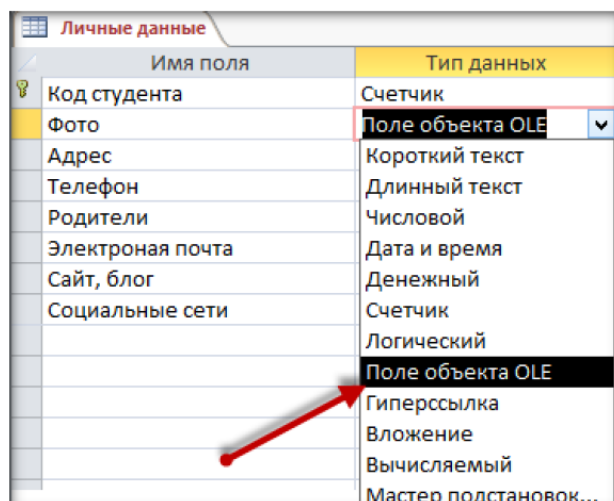 Личные данные
Имя поля Тип данных
Код студента Счетчик
Фото Поле объекта OLE
Адрес Короткий текст
Телефон Длинный текст
Родители Числовой
Электроная почта Дата и время
Сайт, блог Денежный
Социальные сети Счетчик
Логический
Поле объекта OLE
Гиперссылка
Вложение
Вычисляемый
Мастер подстановок...